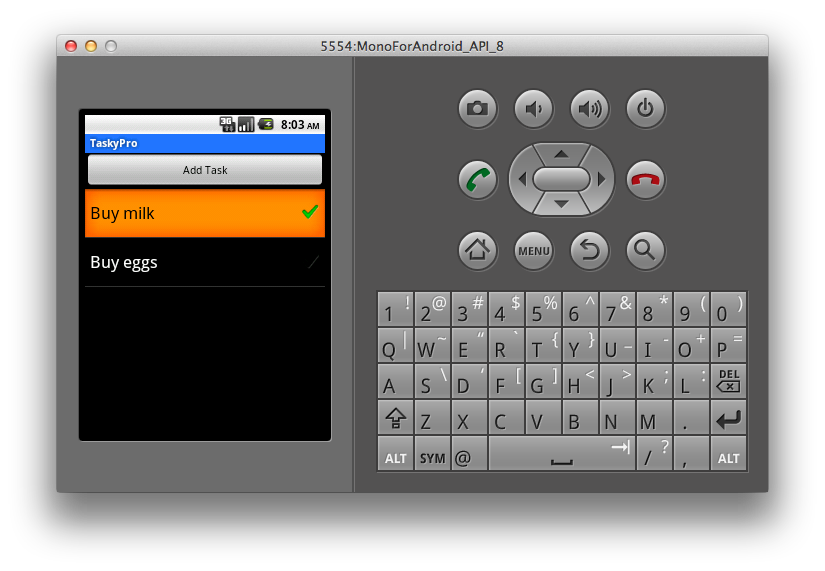 5554:MonoForAndroid_API_8
3G 8:03 AM
TaskyPro
Add Task
Buy milk
Buy eggs
MENU
1 ! 2 @ 3 # 4 $ 5 % 6 ^ 7 & 8 * 9 ( 0 )
Q | W ~ E “ R ` T { Y } U _ I - O + P =
A S \ D ‘ F [ G ] H < J > K ; L : DEL
Z X C V B N M .
ALT SYM @ / ? , ALT